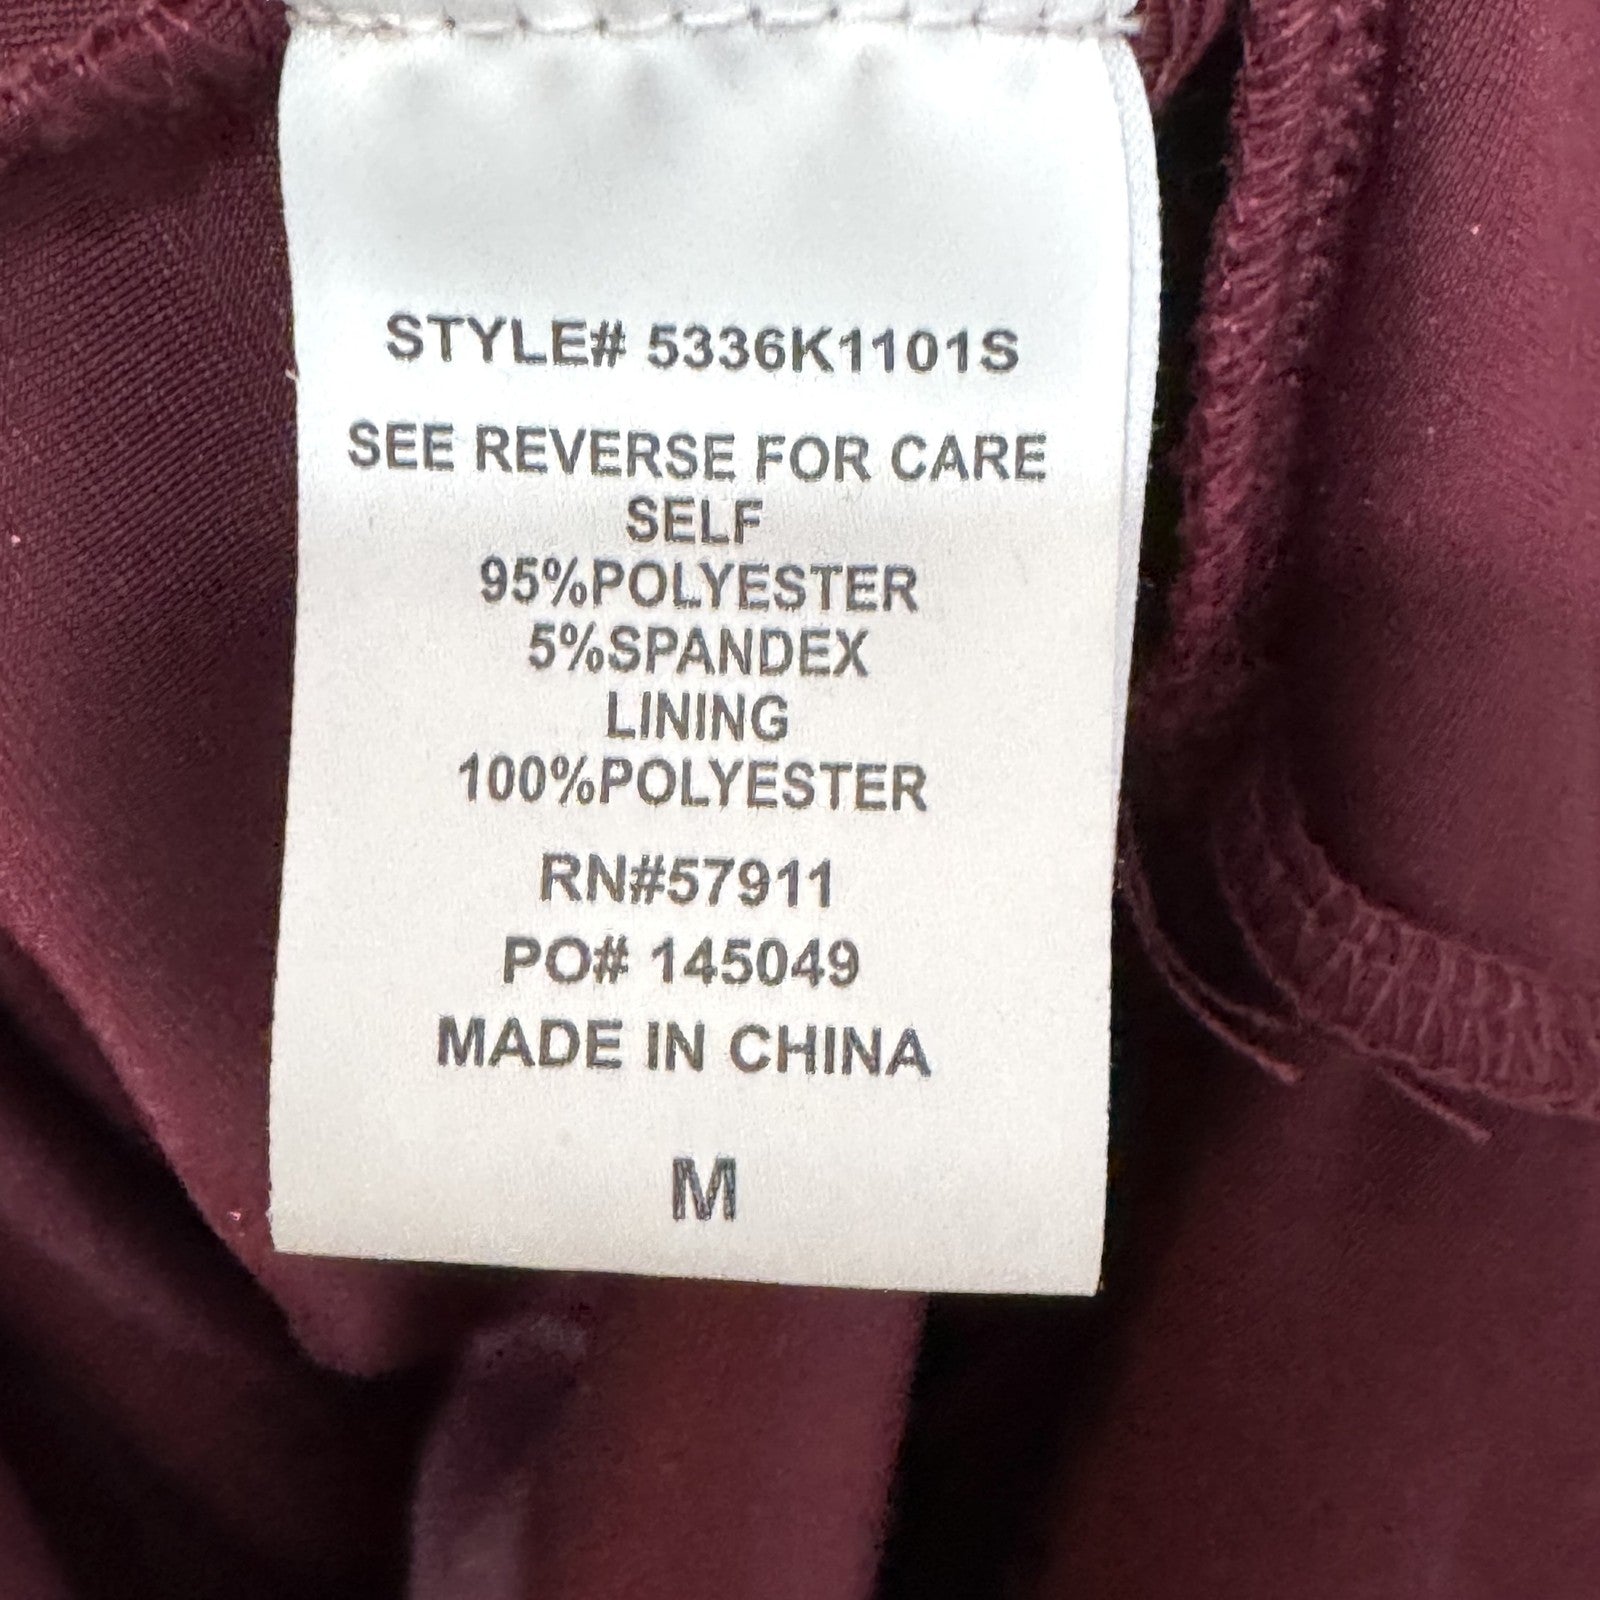 STYLE# 5336K1101S
SEE REVERSE FOR CARE
SELF
95%POLYESTER
5%SPANDEX
LINING
100%POLYESTER
RN#57911
PO# 145049
MADE IN CHINA
M